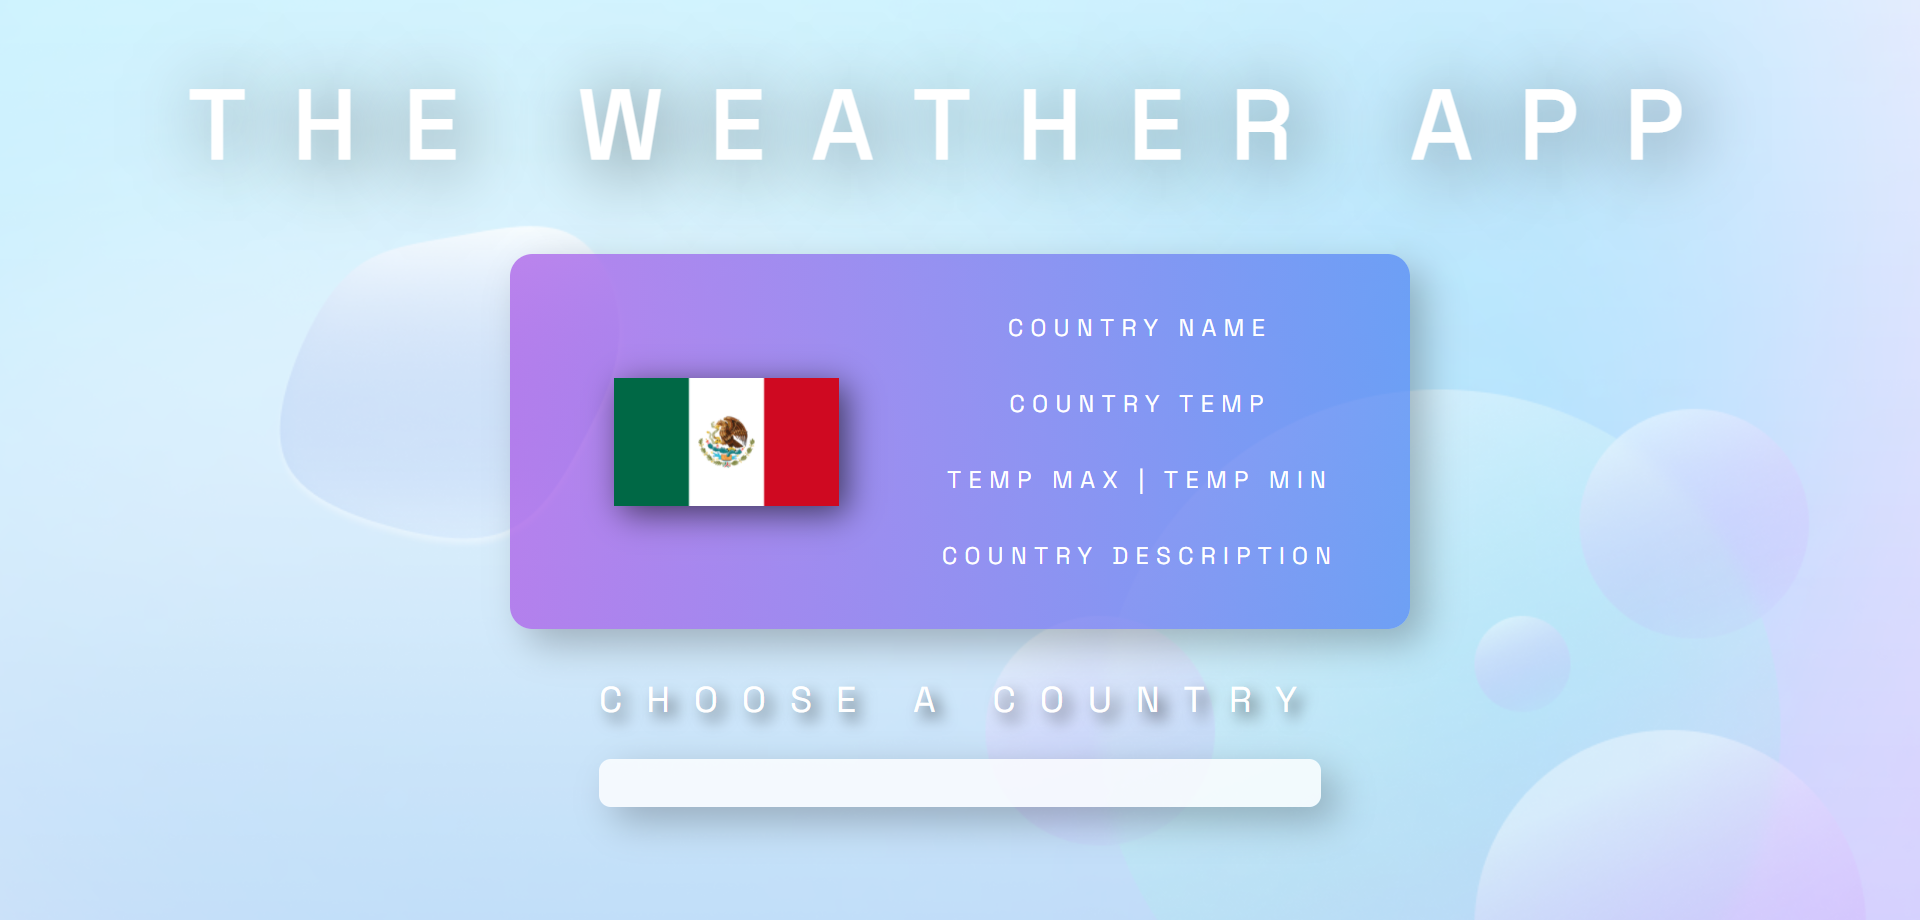 THE WEATHER APP
COUNTRY NAME
COUNTRY TEMP
TEMP MAX | TEMP MIN
COUNTRY DESCRIPTION
CHOOSE A COUNTRY